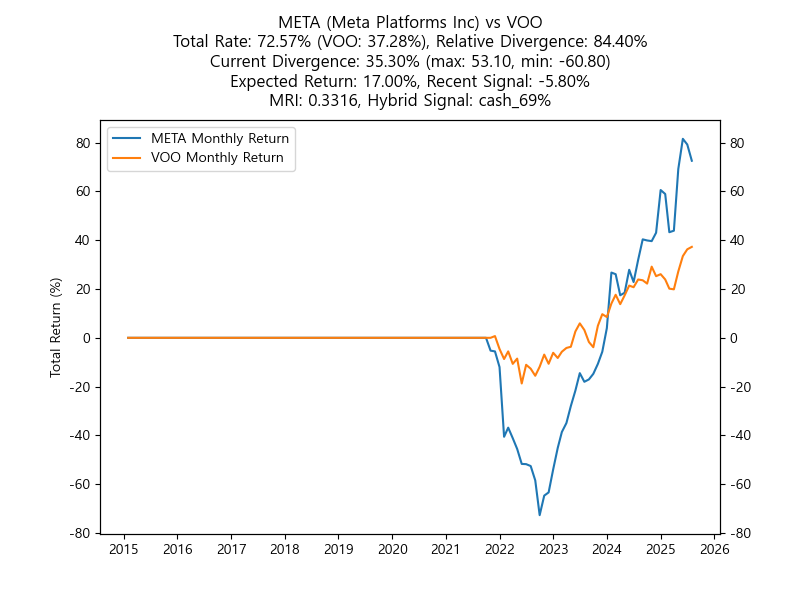 META (Meta Platforms Inc) vs VOO
Total Rate: 72.57% (VOO: 37.28%), Relative Divergence: 84.40%
Current Divergence: 35.30% (max: 53.10, min: -60.80)
Expected Return: 17.00%, Recent Signal: -5.80%
MRI: 0.3316, Hybrid Signal: cash_69%
META Monthly Return
VOO Monthly Return
Total Return (%)
80
60
40
20
0
-20
-40
-60
-80
80
60
40
20
0
-20
-40
-60
-80
2015 2016 2017 2018 2019 2020 2021 2022 2023 2024 2025 2026